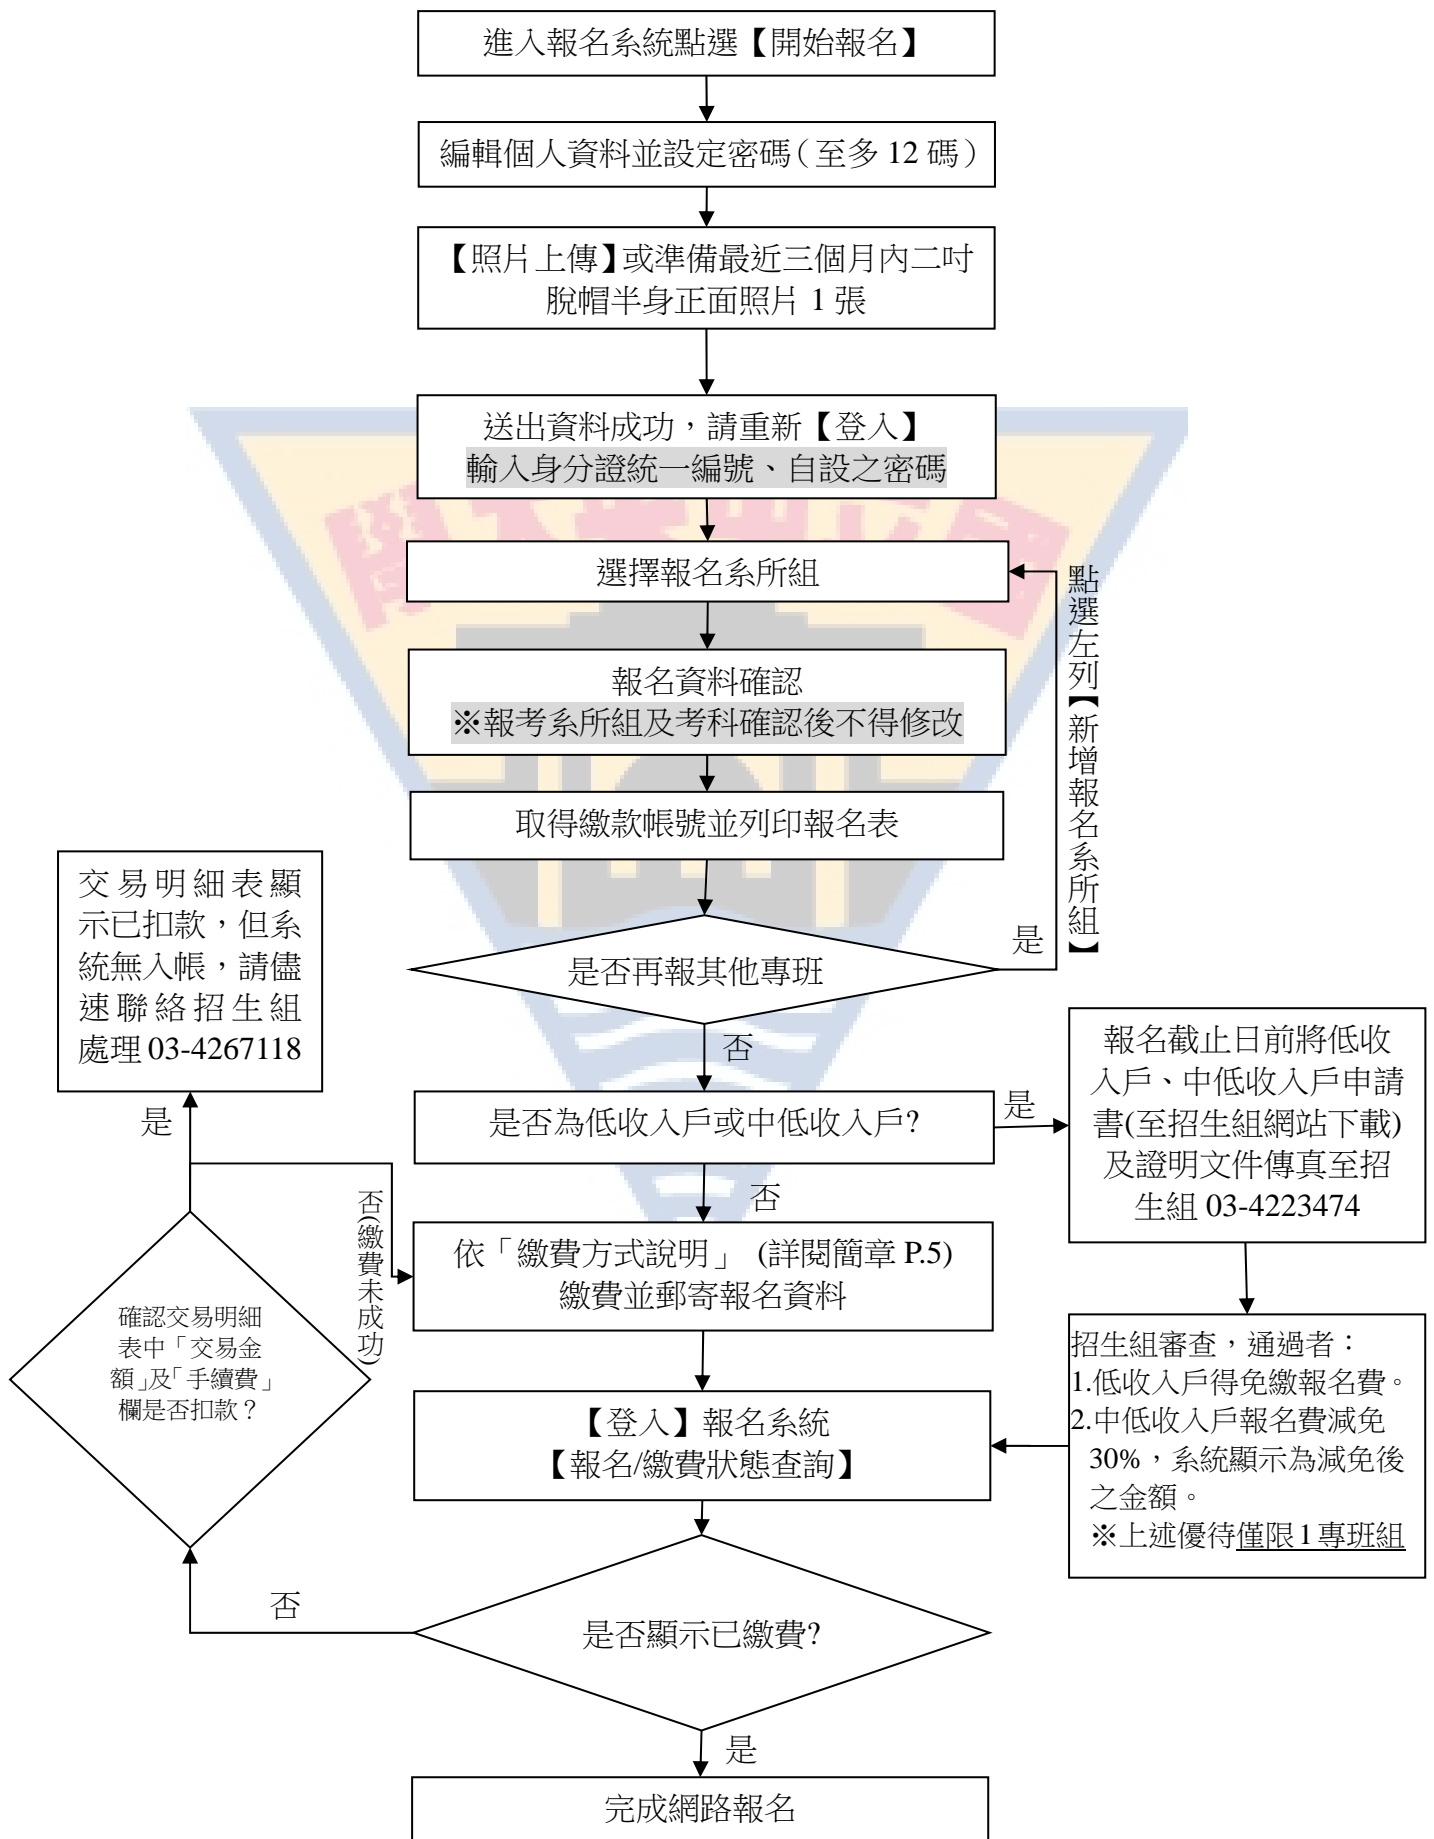 進入報名系統點選【開始報名】
編輯個人資料並設定密碼(至多 12 碼)
【照片上傳】或準備最近三個月內二吋
脫帽半身正面照片 1 張
送出資料成功，請重新【登入】
輸入身分證統一編號、自設之密碼
國立中央大學
選擇報名系所組
點選左列【新增報名系所組】
報名資料確認
※報考系所組及考科確認後不得修改
取得繳款帳號並列印報名表
是否再報其他專班
是
否
交易明細表顯
示已扣款，但系
統無入帳，請儘
速聯絡招生組
處理 03-4267118
是
是否為低收入戶或中低收入戶?
是
否
報名截止日前將低收
入戶、中低收入戶申請
書(至招生組網站下載)
及證明文件傳真至招
生組 03-4223474
否(繳費未成功)
依「繳費方式說明」 (詳閱簡章 P.5)
繳費並郵寄報名資料
確認交易明細
表中「交易金
額」及「手續費」
欄是否扣款？
招生組審查，通過者：
1.低收入戶得免繳報名費。
2.中低收入戶報名費減免
30%，系統顯示為減免後
之金額。
※上述優待僅限 1 專班組
【登入】報名系統
【報名/繳費狀態查詢】
是否顯示已繳費?
否
是
完成網路報名